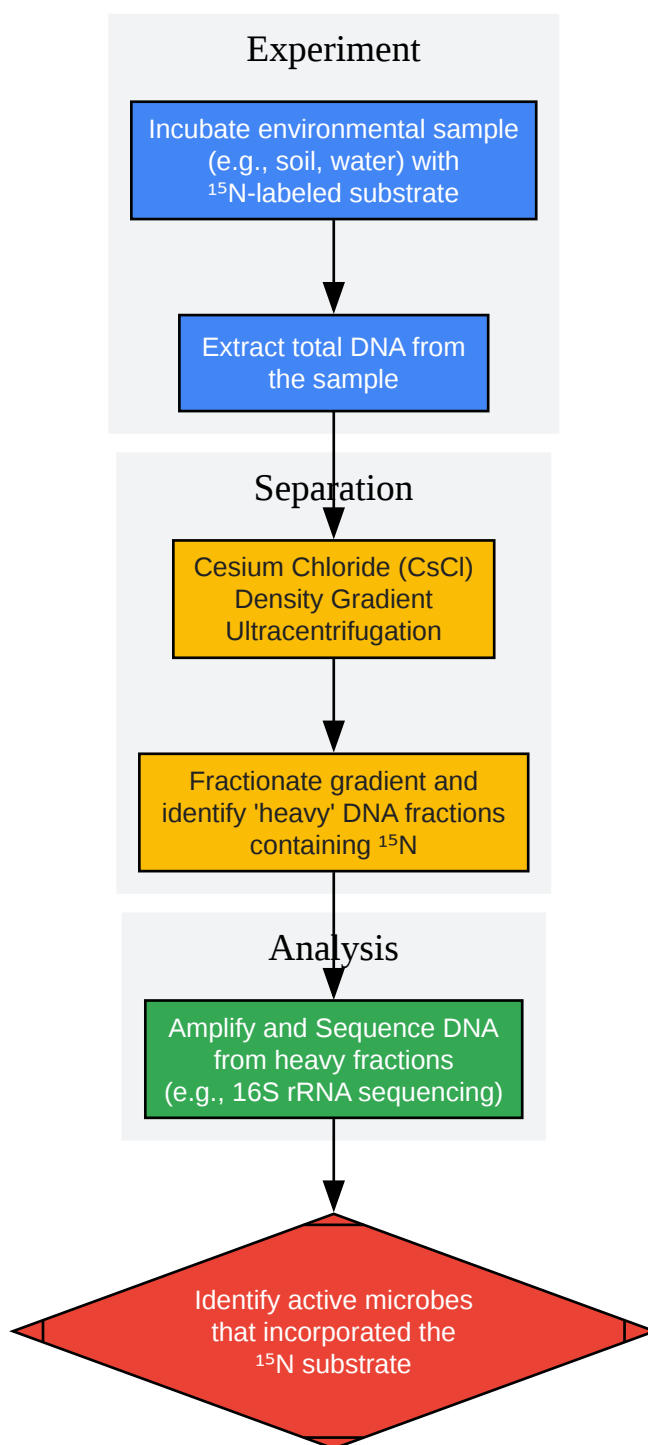 Experiment
Incubate environmental sample
(e.g., soil, water) with
¹⁵N-labeled substrate
Extract total DNA from
the sample
Separation
Cesium Chloride (CsCl)
Density Gradient
Ultracentrifugation
Fractionate gradient and
identify 'heavy' DNA fractions
containing ¹⁵N
Analysis
Amplify and Sequence DNA
from heavy fractions
(e.g., 16S rRNA sequencing)
Identify active microbes
that incorporated the
¹⁵N substrate